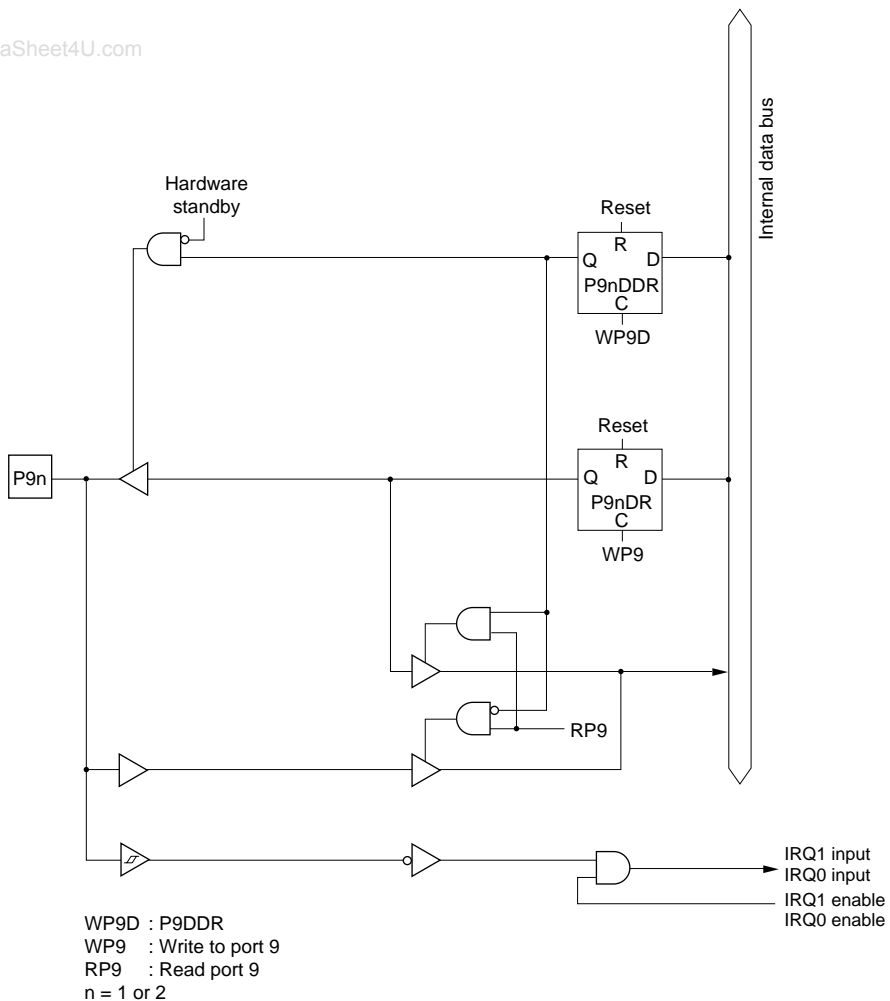 aSheet4U.com
Internal data bus
Hardware
standby
Reset
R
Q D
P9nDDR
C
WP9D
Reset
R
P9n
Q D
P9nDR
C
WP9
RP9
IRQ1 input
IRQ0 input
IRQ1 enable
IRQ0 enable
WP9D : P9DDR
WP9 : Write to port 9
RP9 : Read port 9
n = 1 or 2